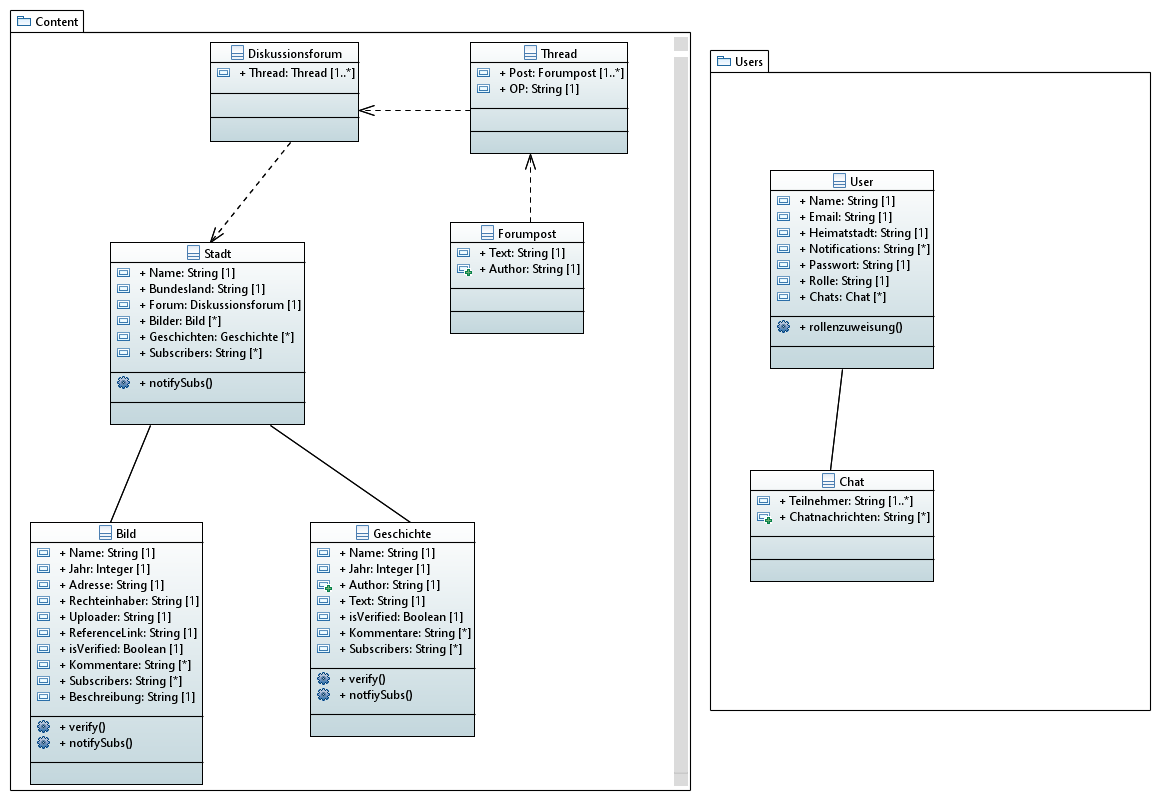 Content
Diskussionsforum
+ Thread: Thread [1..*]
Thread
+ Post: Forumpost [1..*]
+ OP: String [1]
Forumpost
+ Text: String [1]
+ Author: String [1]
Stadt
+ Name: String [1]
+ Bundesland: String [1]
+ Forum: Diskussionsforum [1]
+ Bilder: Bild [*]
+ Geschichten: Geschichte [*]
+ Subscribers: String [*]
+ notifySubs()
Bild
+ Name: String [1]
+ Jahr: Integer [1]
+ Adresse: String [1]
+ Rechteinhaber: String [1]
+ Uploader: String [1]
+ ReferenceLink: String [1]
+ isVerified: Boolean [1]
+ Kommentare: String [*]
+ Subscribers: String [*]
+ Beschreibung: String [1]
+ verify()
+ notifySubs()
Geschichte
+ Name: String [1]
+ Jahr: Integer [1]
+ Author: String [1]
+ Text: String [1]
+ isVerified: Boolean [1]
+ Kommentare: String [*]
+ Subscribers: String [*]
+ verify()
+ notfiySubs()
Users
User
+ Name: String [1]
+ Email: String [1]
+ Heimatstadt: String [1]
+ Notifications: String [*]
+ Passwort: String [1]
+ Rolle: String [1]
+ Chats: Chat [*]
+ rollenzuweisung()
Chat
+ Teilnehmer: String [1..*]
+ Chatnachrichten: String [*]